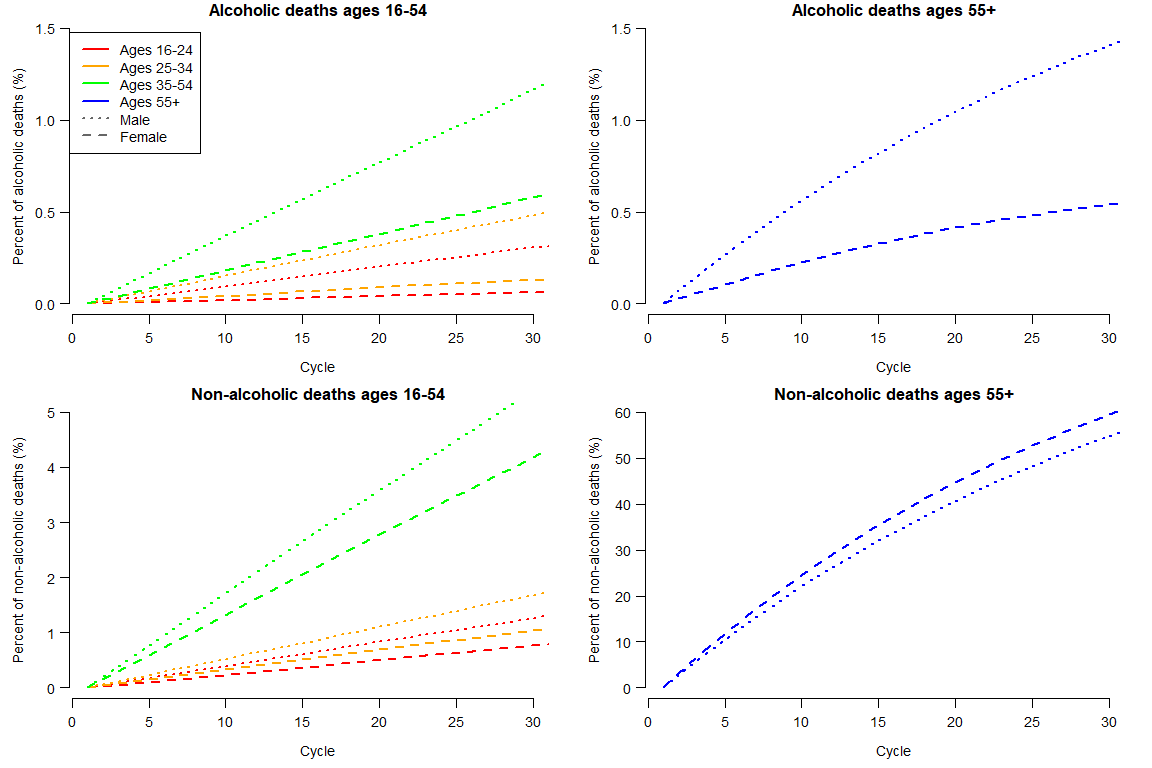 Alcoholic deaths ages 16-54
Percent of alcoholic deaths (%)
1.5
1.0
0.5
0.0
Ages 16-24
Ages 25-34
Ages 35-54
Ages 55+
Male
Female
0 5 10 15 20 25 30
Cycle
Alcoholic deaths ages 55+
Percent of alcoholic deaths (%)
1.5
1.0
0.5
0.0
0 5 10 15 20 25 30
Cycle
Non-alcoholic deaths ages 16-54
Percent of non-alcoholic deaths (%)
5
4
3
2
1
0
0 5 10 15 20 25 30
Cycle
Non-alcoholic deaths ages 55+
Percent of non-alcoholic deaths (%)
60
50
40
30
20
10
0
0 5 10 15 20 25 30
Cycle